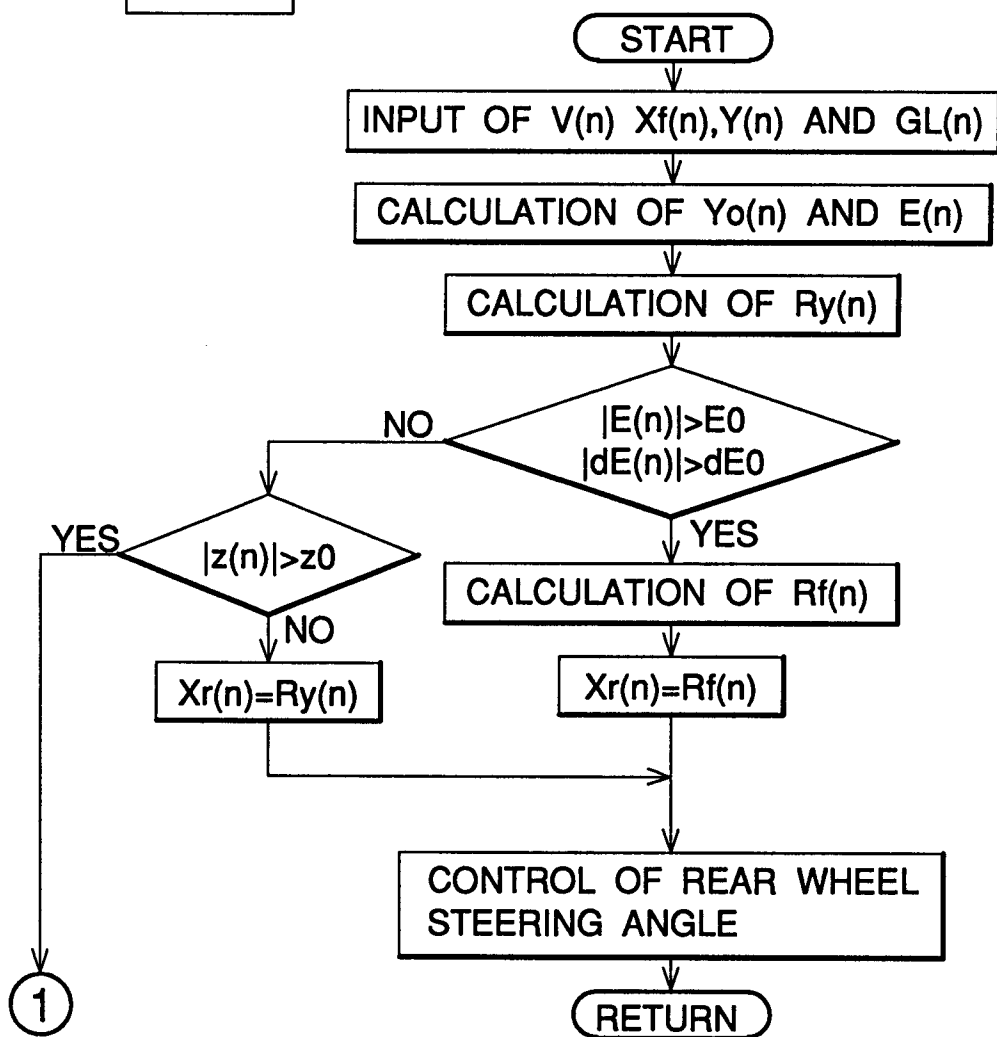 START
INPUT OF V(n) Xf(n),Y(n) AND GL(n)
CALCULATION OF Yo(n) AND E(n)
CALCULATION OF Ry(n)
|E(n)|>E0
|dE(n)|>dE0
NO
YES
|z(n)|>z0
YES
NO
CALCULATION OF Rf(n)
Xr(n)=Ry(n)
Xr(n)=Rf(n)
CONTROL OF REAR WHEEL
STEERING ANGLE
1
RETURN